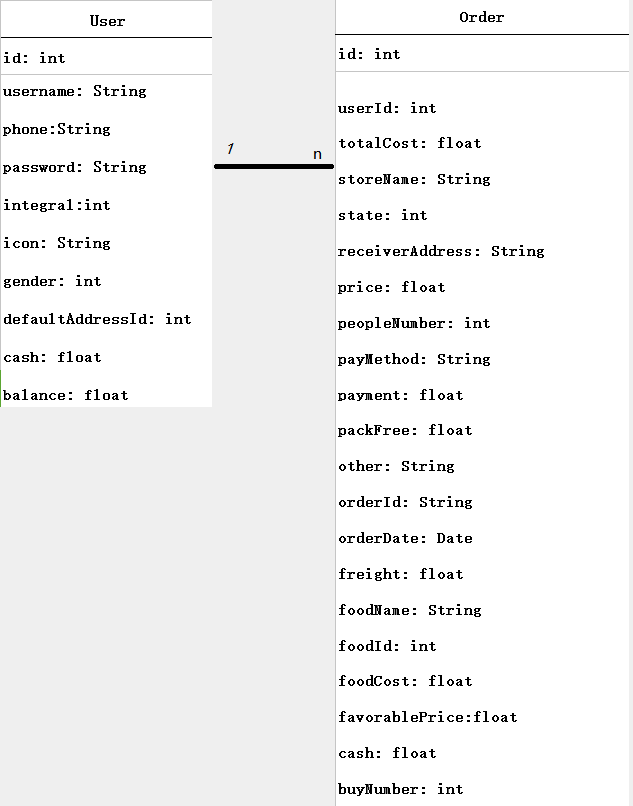 User
id: int
username: String
phone:String
password: String
integral:int
icon: String
gender: int
defaultAddressId: int
cash: float
balance: float
1
n
Order
id: int
userId: int
totalCost: float
storeName: String
state: int
receiverAddress: String
price: float
peopleNumber: int
payMethod: String
payment: float
packFree: float
other: String
orderId: String
orderDate: Date
freight: float
foodName: String
foodId: int
foodCost: float
favorablePrice:float
cash: float
buyNumber: int